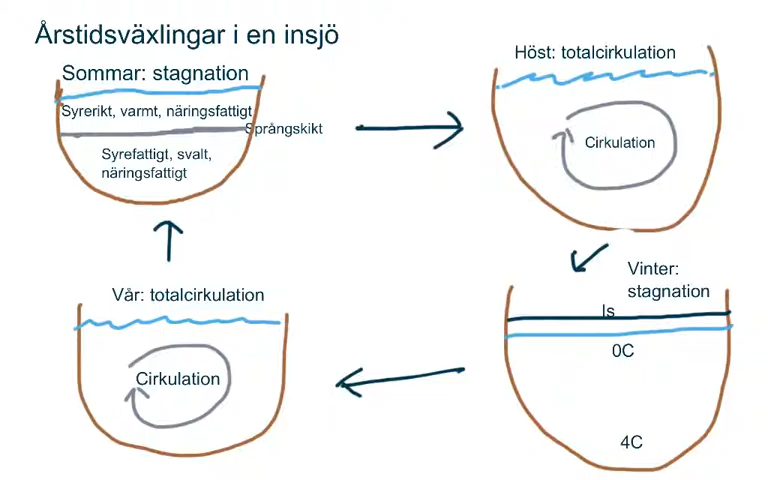 Årstidsväxlingar i en insjö
Sommar: stagnation
Syrerikt, varmt, näringsfattigt
Språngskikt
Syrefattigt, svalt,
näringsfattigt
Höst: totalcirkulation
Cirkulation
Vinter:
stagnation
Is
0C
4C
Vår: totalcirkulation
Cirkulation